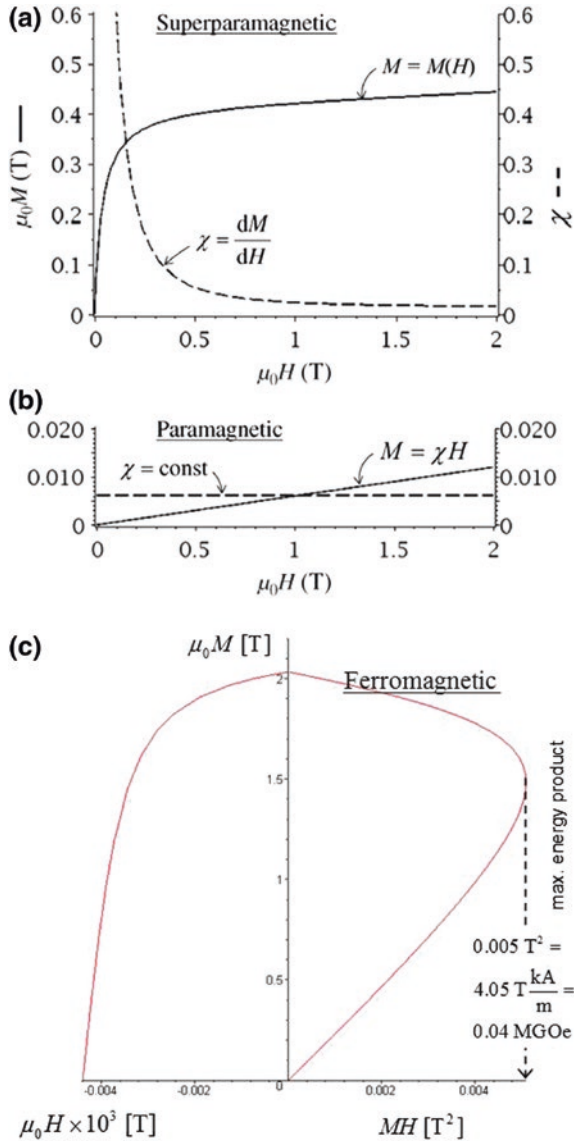 (a)
0.6
Superparamagnetic
0.6
0.5
M = M(H)
0.5
0.4
0.4
μ₀M (T)
0.3
0.3
χ
0.2
χ = dM/dH
0.2
0.1
0.1
0
0
0
0.5
1.0
1.5
2
μ₀H (T)
(b)
0.020
Paramagnetic
0.020
χ = const
M = χH
0.010
0.010
0
0
0
0.5
1.0
1.5
2
μ₀H (T)
(c)
μ₀M [T]
Ferromagnetic
2
1.5
max. energy product
1
0.005 T² =
4.05 T kA/m =
0.5
0.04 MGOe
0
-0.004
-0.002
0.002
0.004
μ₀H × 10³ [T]
MH [T²]